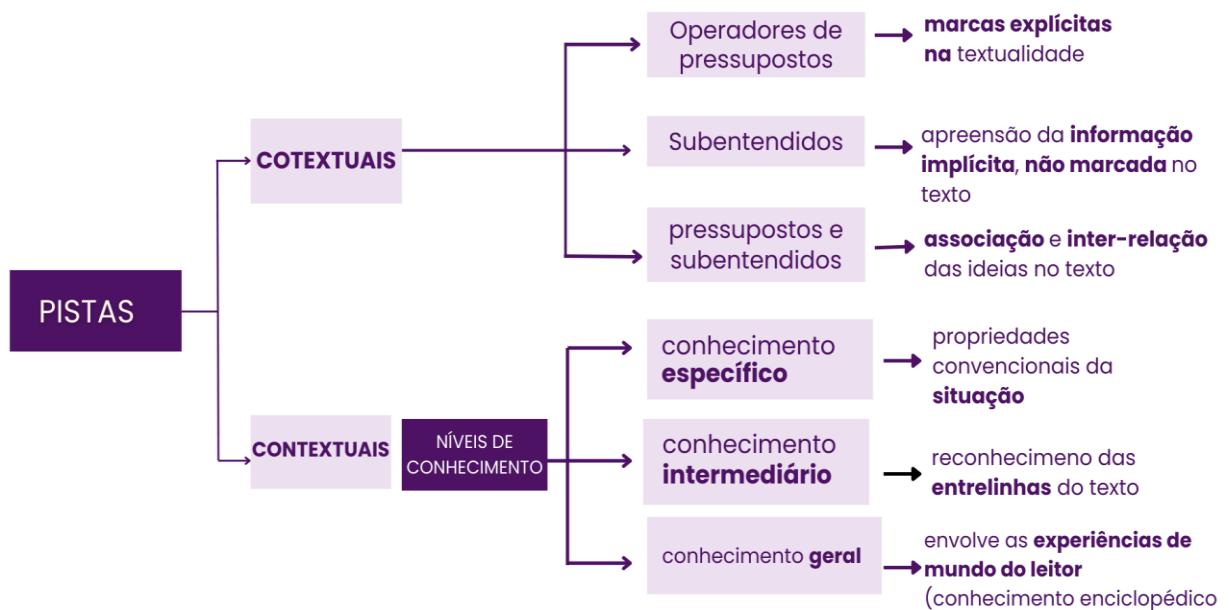 PISTAS
COTEXTUAIS
Operadores de
pressupostos
marcas explícitas
na textualidade
Subentendidos
apreensão da informação
implícita, não marcada no
texto
pressupostos e
subentendidos
associação e inter-relação
das ideias no texto
CONTEXTUAIS
NÍVEIS DE
CONHECIMENTO
conhecimento
específico
propriedades
convencionais da
situação
conhecimento
intermediário
reconhecimeno das
entrelinhas do texto
conhecimento geral
envolve as experiências de
mundo do leitor
(conhecimento enciclopédico